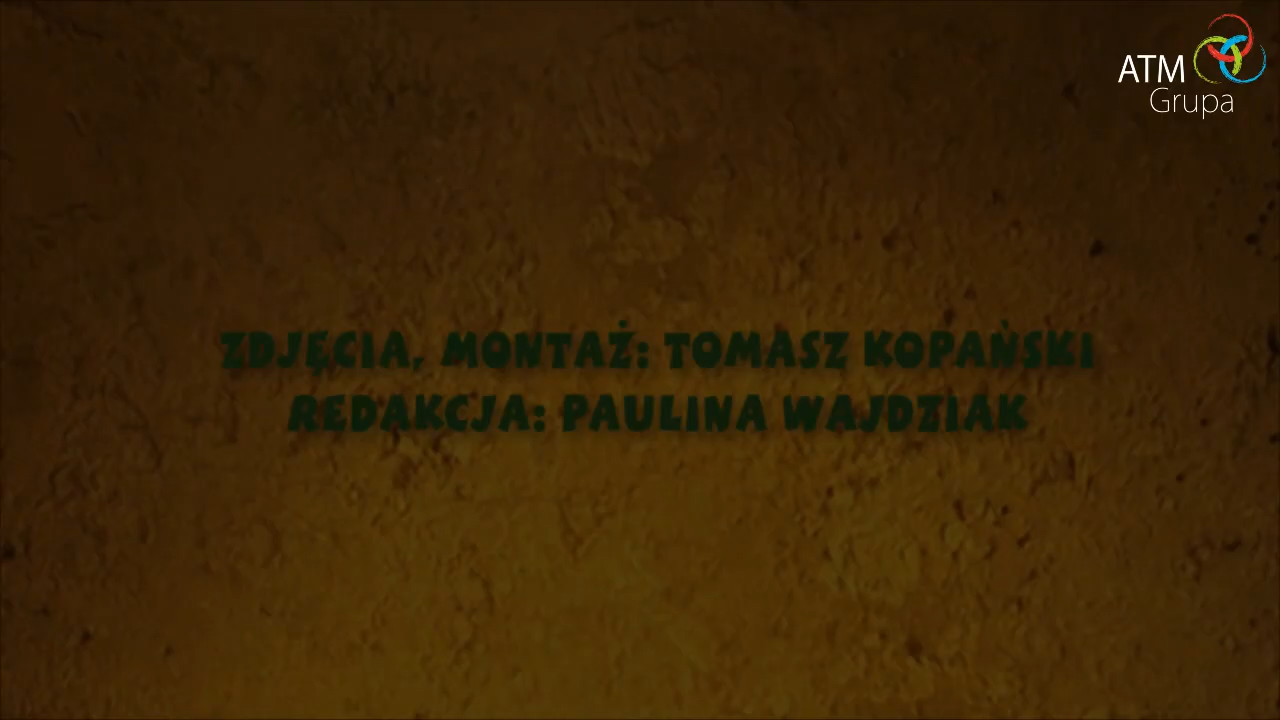 ATM
Grupa
ZDJĘCIA, MONTAŻ: TOMASZ KOPAŃSKI
REDAKCJA: PAULINA WAJDZIAK